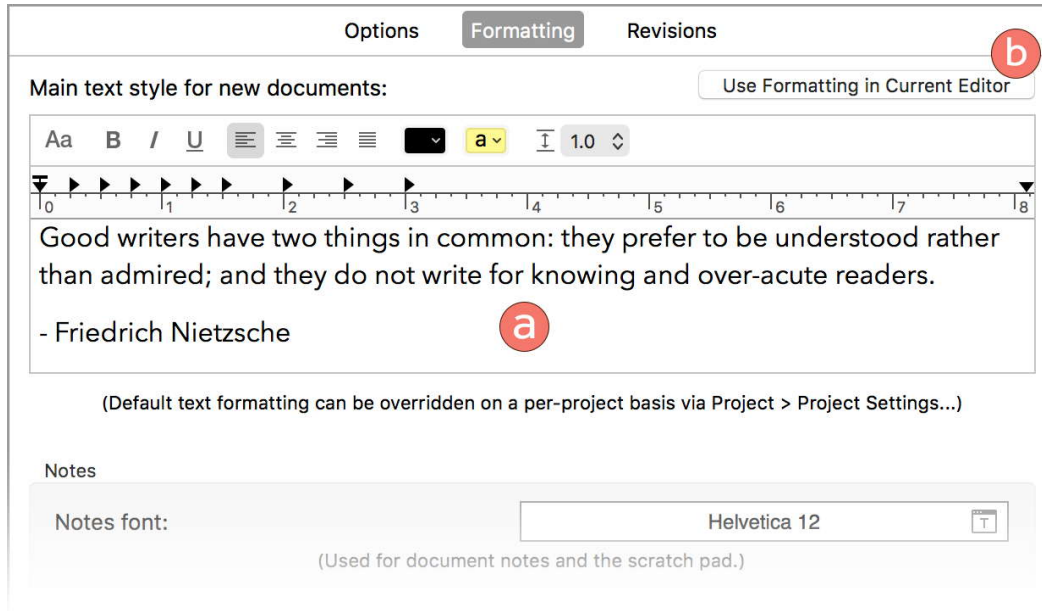 Options Formatting Revisions
b
Main text style for new documents: Use Formatting in Current Editor
Aa B I U a 1.0
0 1 2 3 4 5 6 7 8
Good writers have two things in common: they prefer to be understood rather
than admired; and they do not write for knowing and over-acute readers.
- Friedrich Nietzsche
a
(Default text formatting can be overridden on a per-project basis via Project > Project Settings...)
Notes
Notes font: Helvetica 12 T
(Used for document notes and the scratch pad.)